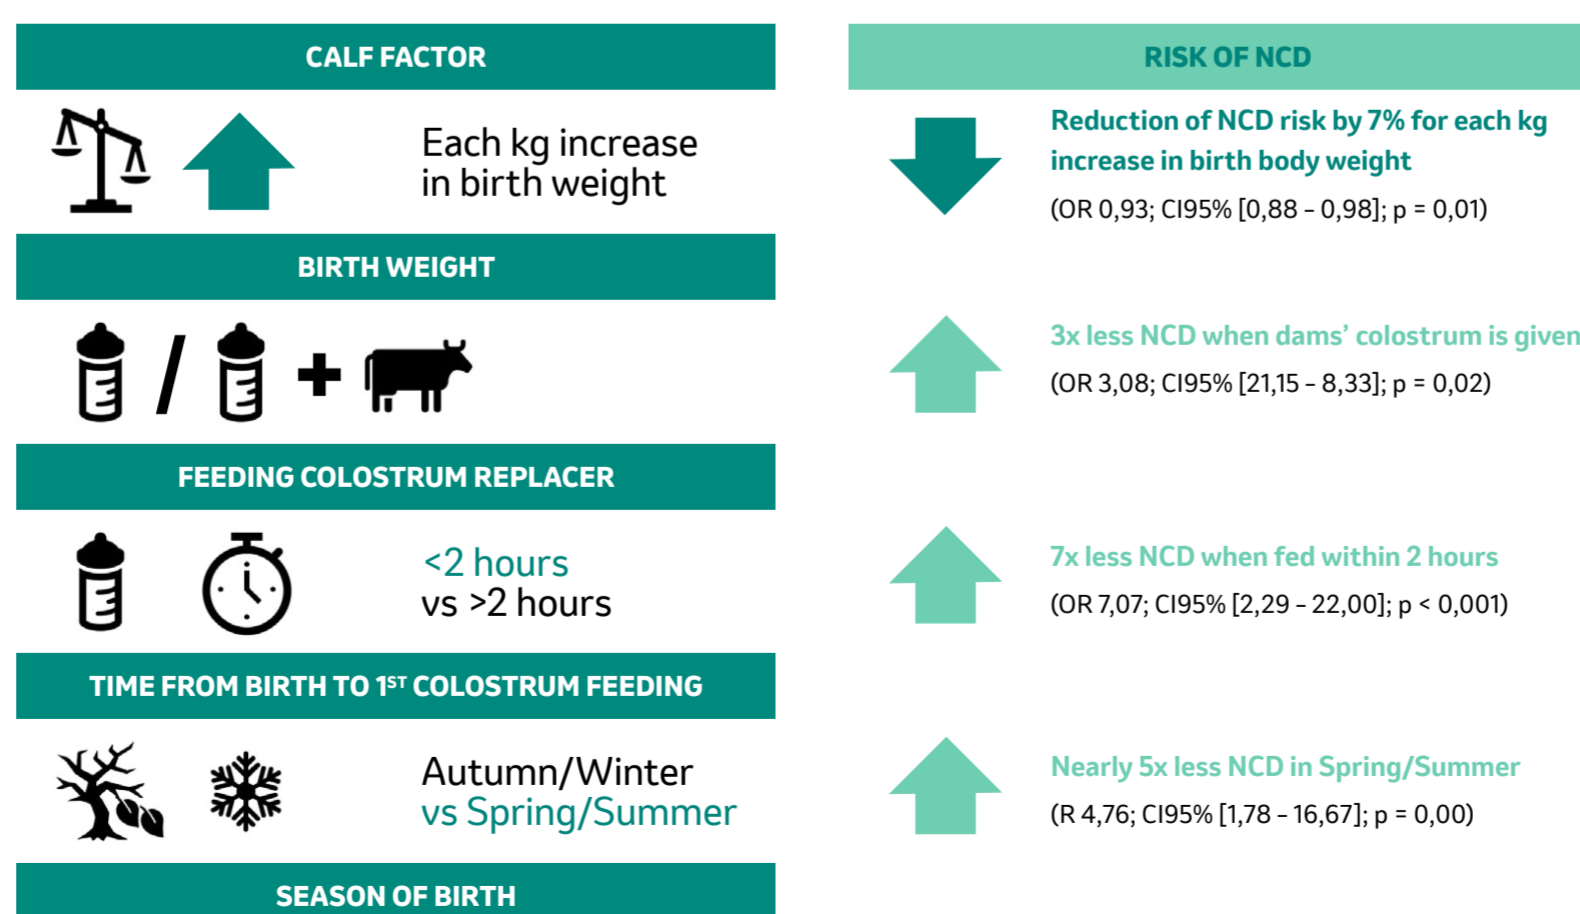 CALF FACTOR
RISK OF NCD
Each kg increase
in birth weight
Reduction of NCD risk by 7% for each kg
increase in birth body weight
(OR 0,93; CI95% [0,88 – 0,98]; p = 0,01)
BIRTH WEIGHT
3x less NCD when dams’ colostrum is given
(OR 3,08; CI95% [21,15 – 8,33]; p = 0,02)
FEEDING COLOSTRUM REPLACER
<2 hours
vs >2 hours
7x less NCD when fed within 2 hours
(OR 7,07; CI95% [2,29 – 22,00]; p < 0,001)
TIME FROM BIRTH TO 1ST COLOSTRUM FEEDING
Autumn/Winter
vs Spring/Summer
Nearly 5x less NCD in Spring/Summer
(R 4,76; CI95% [1,78 – 16,67]; p = 0,00)
SEASON OF BIRTH